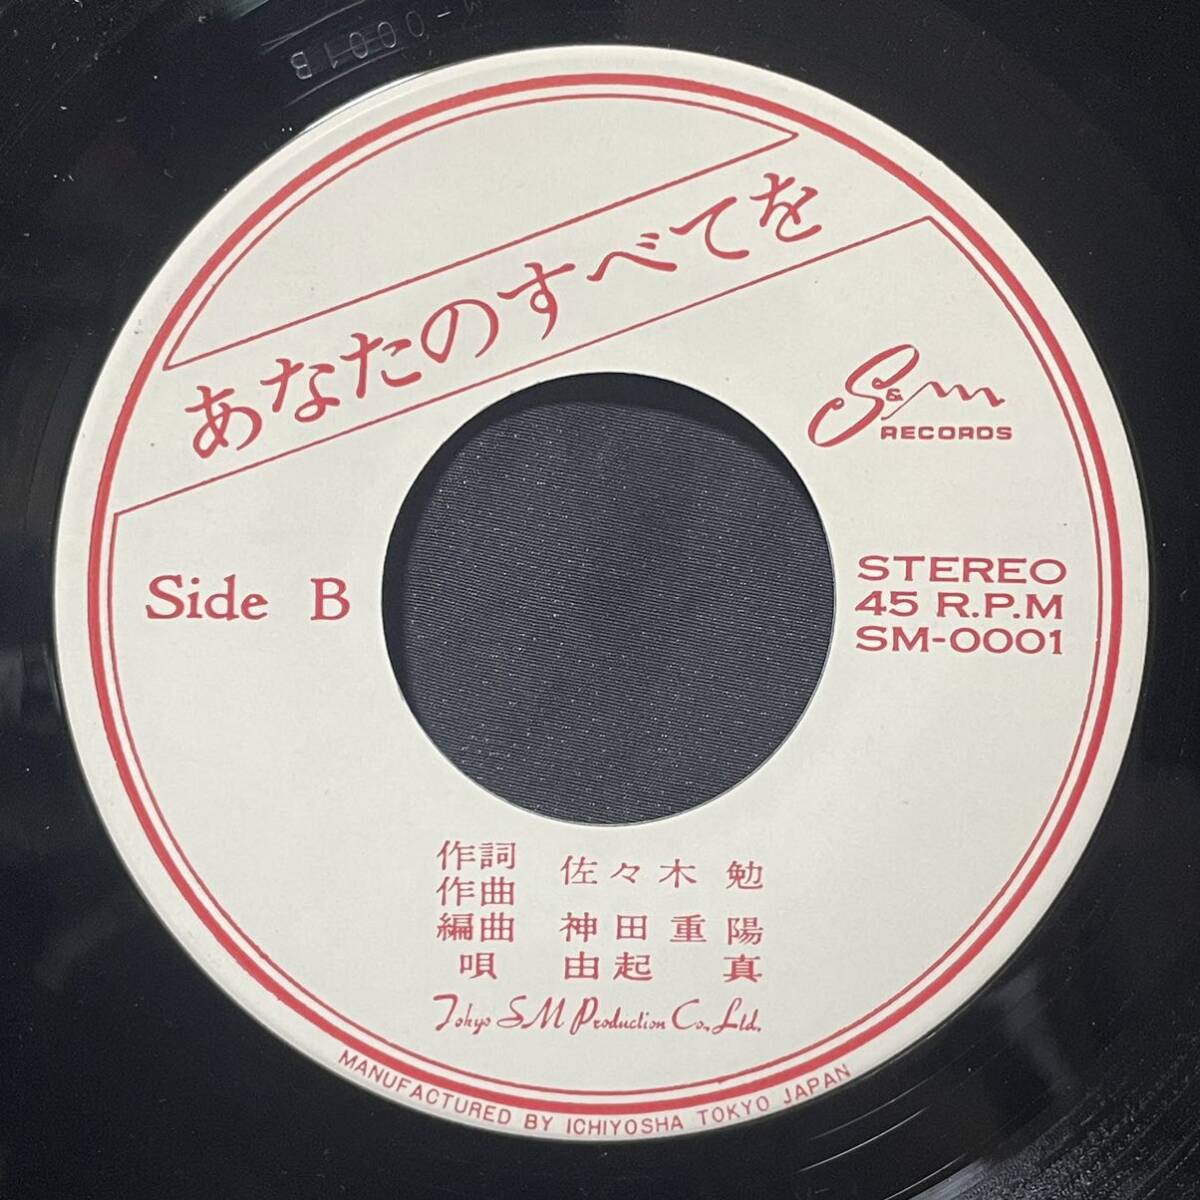 M-0001B
あなたのすべてを
S&M
RECORDS
Side B
STEREO
45 R.P.M
SM-0001
作詞
作曲 佐々木 勉
編曲 神田重陽
唄 由起 真
Tokyo SM Production Co., Ltd.
MANUFACTURED BY ICHIYOSHA TOKYO JAPAN